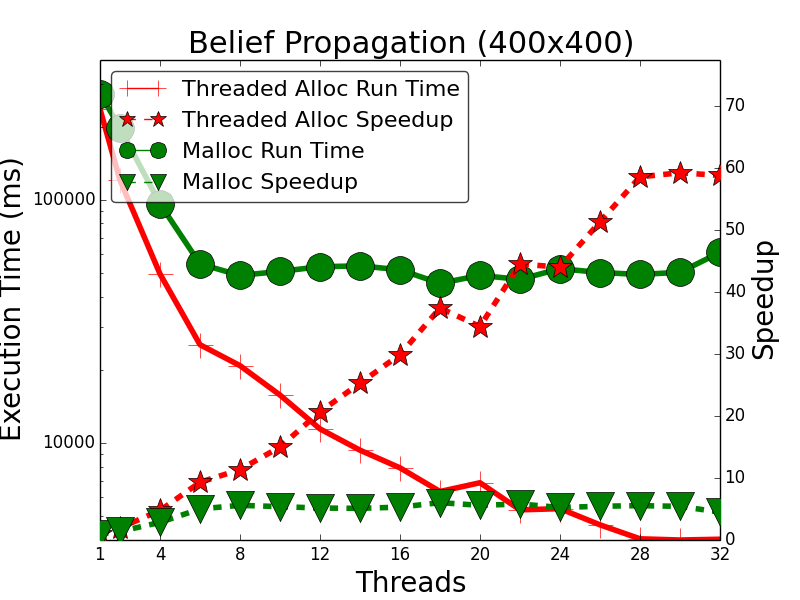 Belief Propagation (400x400)
Threaded Alloc Run Time
Threaded Alloc Speedup
Malloc Run Time
Malloc Speedup
Execution Time (ms)
100000
10000
70
60
50
40
30
20
10
0
Speedup
1 4 8 12 16 20 24 28 32
Threads